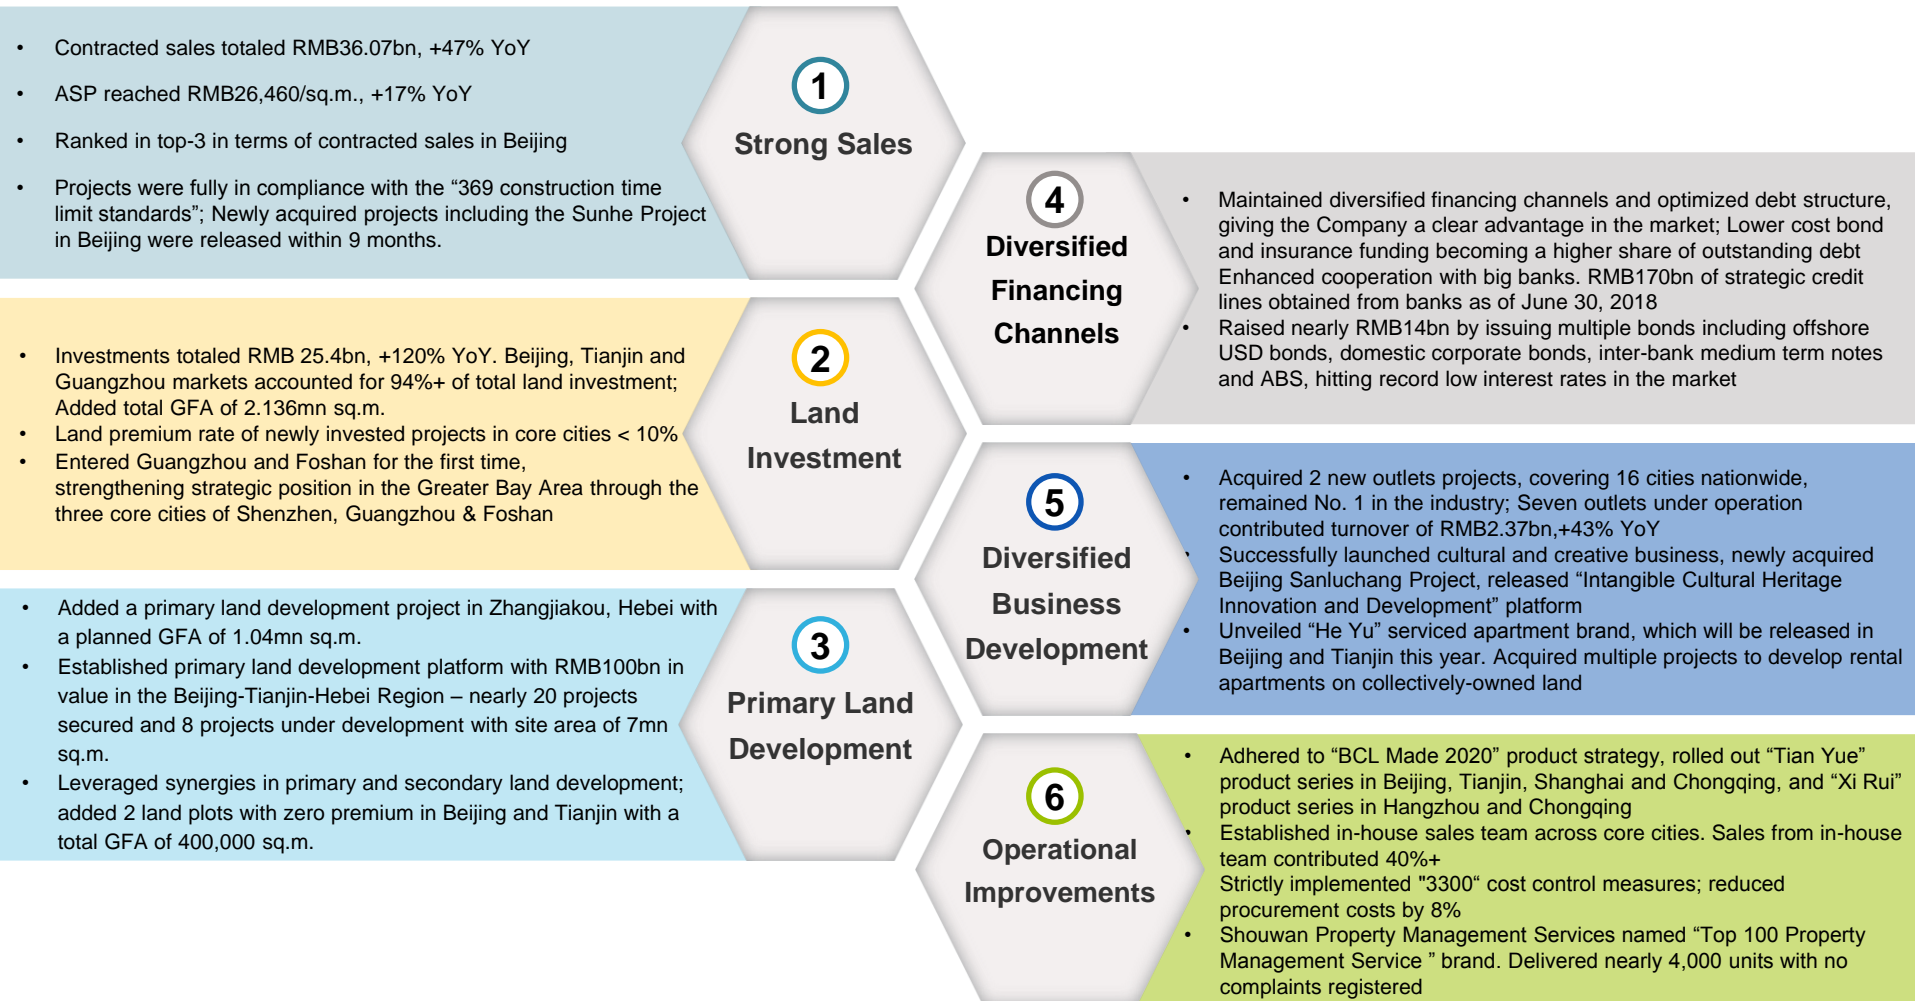 • Contracted sales totaled RMB36.07bn, +47% YoY
• ASP reached RMB26,460/sq.m., +17% YoY
• Ranked in top-3 in terms of contracted sales in Beijing
• Projects were fully in compliance with the “369 construction time
limit standards”; Newly acquired projects including the Sunhe Project
in Beijing were released within 9 months.
1
Strong Sales
• Investments totaled RMB 25.4bn, +120% YoY. Beijing, Tianjin and
Guangzhou markets accounted for 94%+ of total land investment;
Added total GFA of 2.136mn sq.m.
• Land premium rate of newly invested projects in core cities < 10%
• Entered Guangzhou and Foshan for the first time,
strengthening strategic position in the Greater Bay Area through the
three core cities of Shenzhen, Guangzhou & Foshan
2
Land
Investment
• Added a primary land development project in Zhangjiakou, Hebei with
a planned GFA of 1.04mn sq.m.
• Established primary land development platform with RMB100bn in
value in the Beijing-Tianjin-Hebei Region – nearly 20 projects
secured and 8 projects under development with site area of 7mn
sq.m.
• Leveraged synergies in primary and secondary land development;
added 2 land plots with zero premium in Beijing and Tianjin with a
total GFA of 400,000 sq.m.
3
Primary Land
Development
4
Diversified
Financing
Channels
• Maintained diversified financing channels and optimized debt structure,
giving the Company a clear advantage in the market; Lower cost bond
and insurance funding becoming a higher share of outstanding debt
Enhanced cooperation with big banks. RMB170bn of strategic credit
lines obtained from banks as of June 30, 2018
• Raised nearly RMB14bn by issuing multiple bonds including offshore
USD bonds, domestic corporate bonds, inter-bank medium term notes
and ABS, hitting record low interest rates in the market
5
Diversified
Business
Development
• Acquired 2 new outlets projects, covering 16 cities nationwide,
remained No. 1 in the industry; Seven outlets under operation
contributed turnover of RMB2.37bn,+43% YoY
• Successfully launched cultural and creative business, newly acquired
Beijing Sanluchang Project, released “Intangible Cultural Heritage
Innovation and Development” platform
• Unveiled “He Yu” serviced apartment brand, which will be released in
Beijing and Tianjin this year. Acquired multiple projects to develop rental
apartments on collectively-owned land
6
Operational
Improvements
• Adhered to “BCL Made 2020” product strategy, rolled out “Tian Yue”
product series in Beijing, Tianjin, Shanghai and Chongqing, and “Xi Rui”
product series in Hangzhou and Chongqing
• Established in-house sales team across core cities. Sales from in-house
team contributed 40%+
Strictly implemented "3300“ cost control measures; reduced
procurement costs by 8%
• Shouwan Property Management Services named “Top 100 Property
Management Service ” brand. Delivered nearly 4,000 units with no
complaints registered